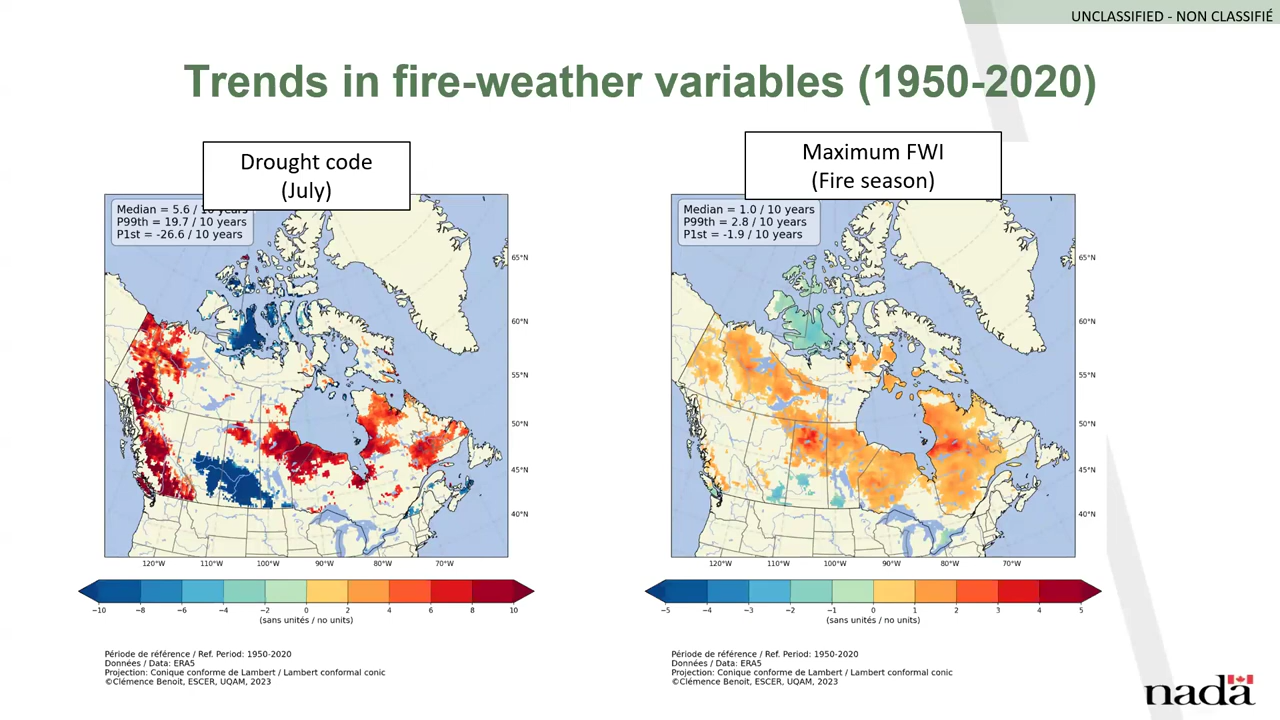 UNCLASSIFIED - NON CLASSIFIÉ
Trends in fire-weather variables (1950-2020)
Drought code
(July)
Median = 5.6 / 10 years
P99th = 19.7 / 10 years
P1st = -26.6 / 10 years
65°N
60°N
55°N
50°N
45°N
40°N
120°W
110°W
100°W
90°W
80°W
70°W
−10
−8
−6
−4
−2
0
2
4
6
8
10
(sans unités / no units)
Période de référence / Ref. Period: 1950-2020
Données / Data: ERA5
Projection: Conique conforme de Lambert / Lambert conformal conic
©Clémence Benoit, ESCER, UQAM, 2023
Maximum FWI
(Fire season)
Median = 1.0 / 10 years
P99th = 2.8 / 10 years
P1st = -1.9 / 10 years
65°N
60°N
55°N
50°N
45°N
40°N
120°W
110°W
100°W
90°W
80°W
70°W
−5
−4
−3
−2
−1
0
1
2
3
4
5
(sans unités / no units)
Période de référence / Ref. Period: 1950-2020
Données / Data: ERA5
Projection: Conique conforme de Lambert / Lambert conformal conic
©Clémence Benoit, ESCER, UQAM, 2023
nada